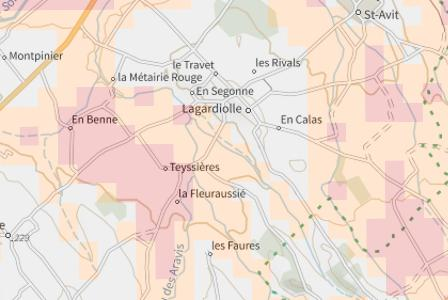 St-Avit
Montpinier
le Travet
les Rivals
la Métairie Rouge
En Segonne
Lagardiolle
En Benne
En Calas
Teyssières
la Fleuraussié
les Faures
des Aravis